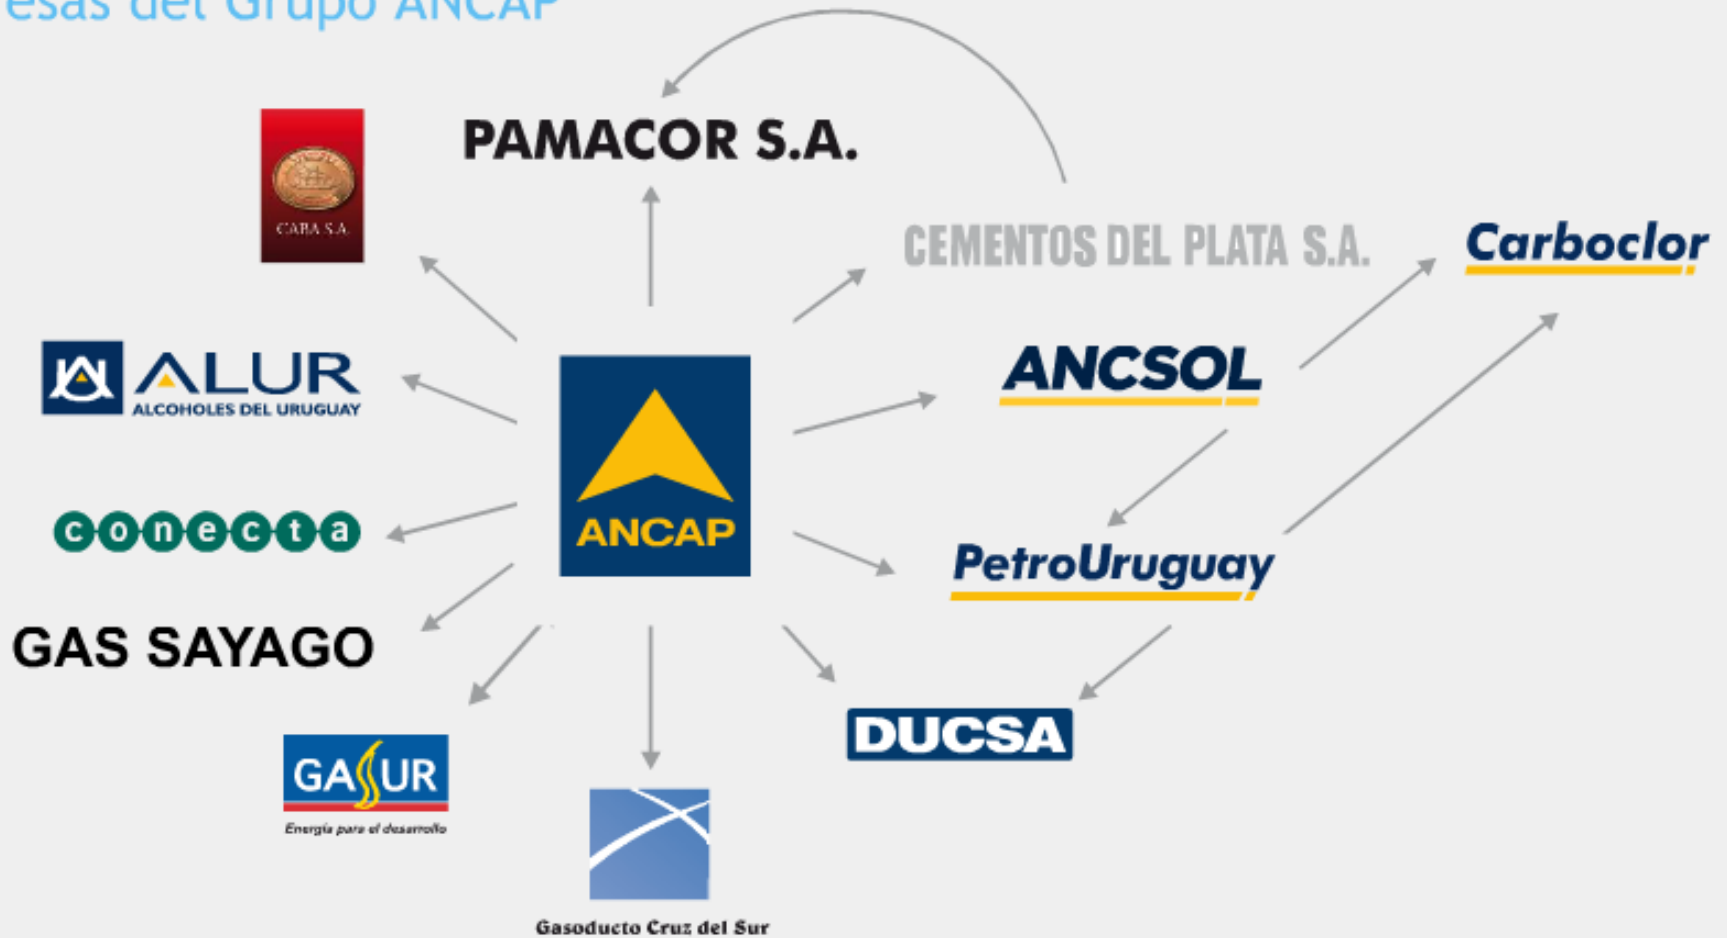 esas del Grupo ANCAP
PAMACOR S.A.
CABA S.A.
CEMENTOS DEL PLATA S.A.
Carboclor
ALUR
ALCOHOLES DEL URUGUAY
ANCSOL
ANCAP
conecta
PetroUruguay
GAS SAYAGO
DUCSA
GASUR
Energía para el desarrollo
Gasoducto Cruz del Sur